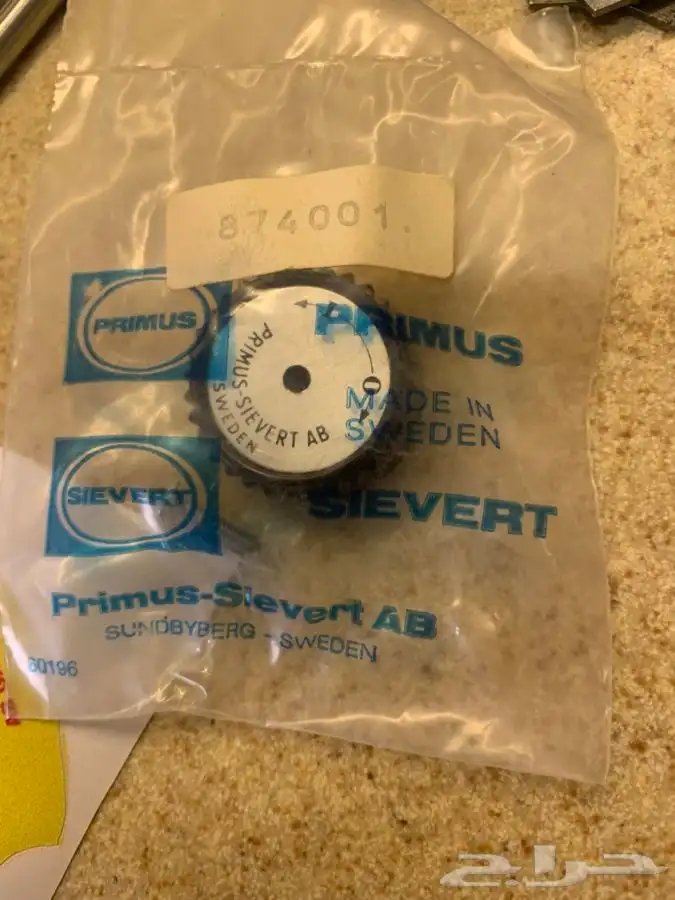 874001.
PRIMUS
PRIMUS
MADE IN
SWEDEN
O
PRIMUS-SIEVERT AB
SWEDEN
SIEVERT
SIEVERT
Primus-Sievert AB
SUNDBYBERG - SWEDEN
60196
حراج